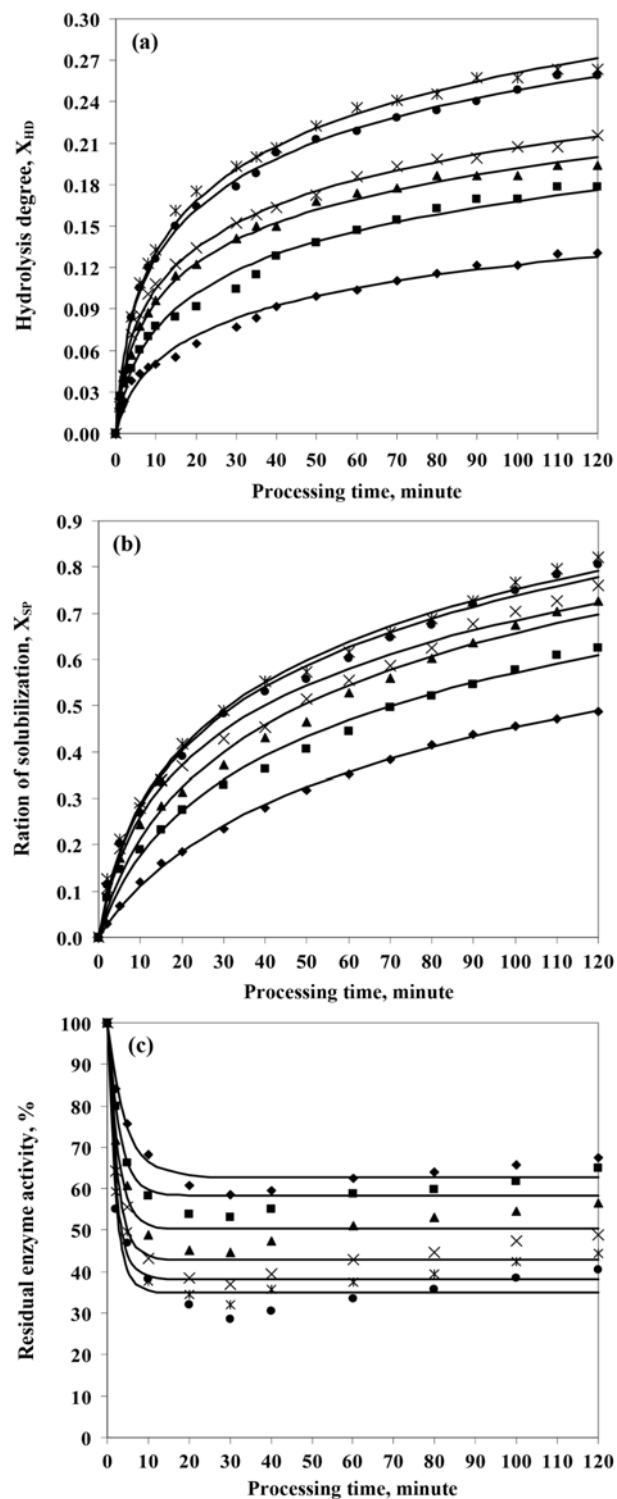 (a)
Hydrolysis degree, X_HD
0.30
0.27
0.24
0.21
0.18
0.15
0.12
0.09
0.06
0.03
0.00
0 10 20 30 40 50 60 70 80 90 100 110 120
Processing time, minute
(b)
Ration of solubilization, X_SP
0.9
0.8
0.7
0.6
0.5
0.4
0.3
0.2
0.1
0.0
0 10 20 30 40 50 60 70 80 90 100 110 120
Processing time, minute
(c)
Residual enzyme activity, %
100
90
80
70
60
50
40
30
20
10
0
0 10 20 30 40 50 60 70 80 90 100 110 120
Processing time, minute